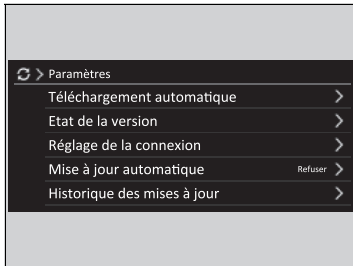 Paramètres
Téléchargement automatique
Etat de la version
Réglage de la connexion
Mise à jour automatique Refuser
Historique des mises à jour